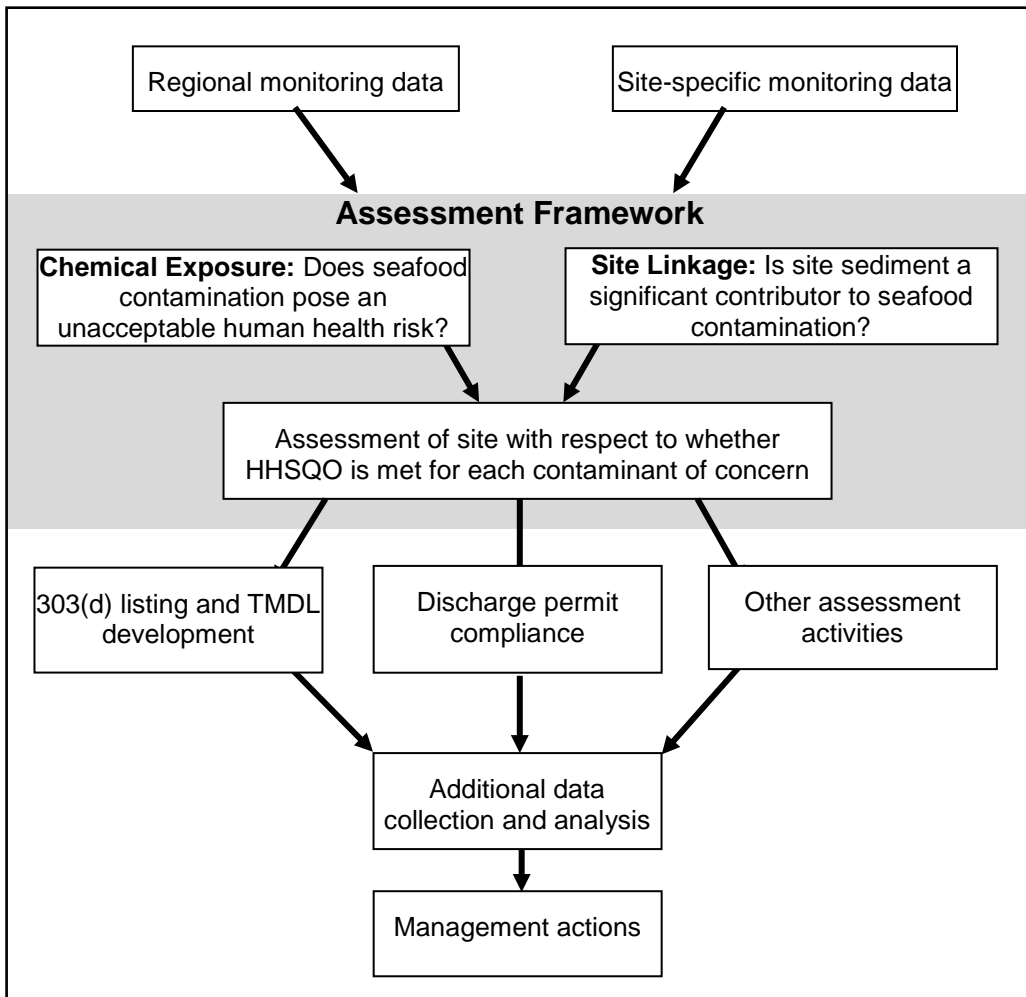 Regional monitoring data
Site-specific monitoring data
Assessment Framework
Chemical Exposure: Does seafood
contamination pose an
unacceptable human health risk?
Site Linkage: Is site sediment a
significant contributor to seafood
contamination?
Assessment of site with respect to whether
HHSQO is met for each contaminant of concern
303(d) listing and TMDL
development
Discharge permit
compliance
Other assessment
activities
Additional data
collection and analysis
Management actions